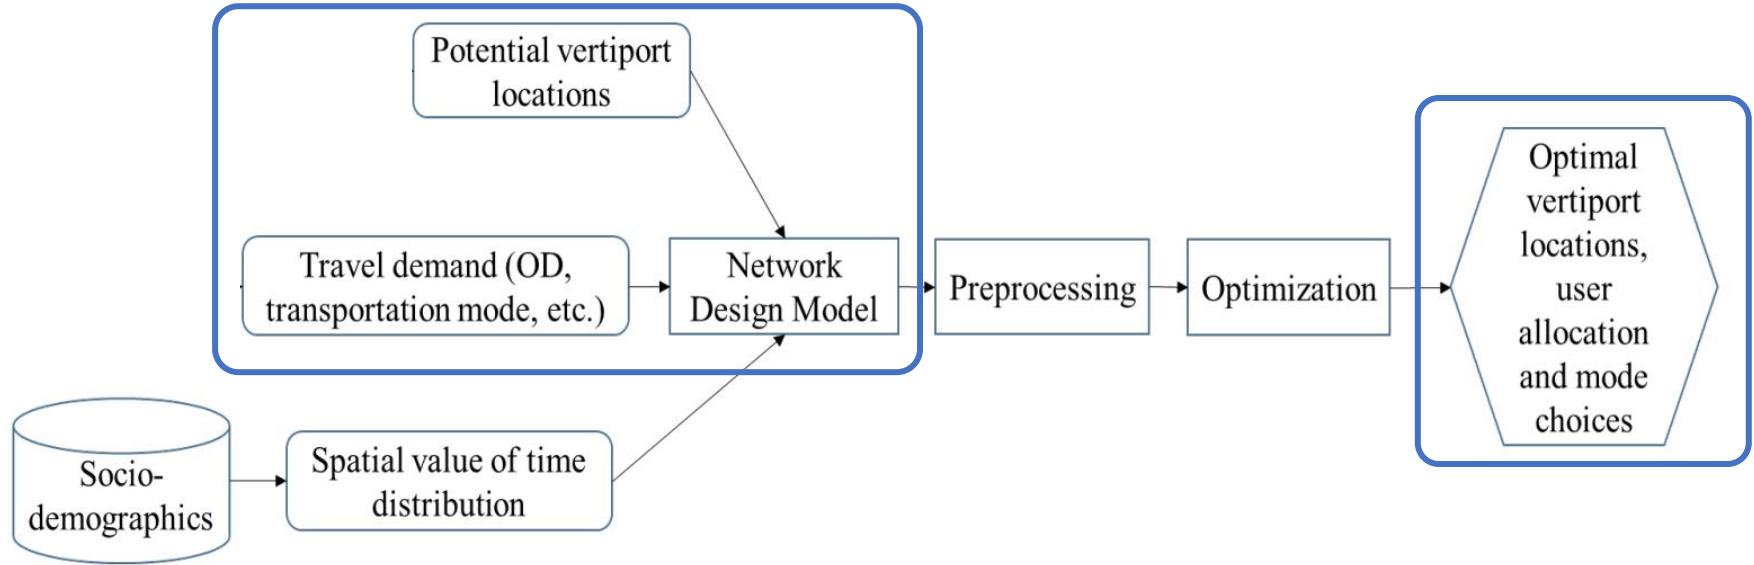 Potential vertiport
locations
Travel demand (OD,
transportation mode, etc.)
Network
Design Model
Preprocessing
Optimization
Optimal
vertiport
locations,
user
allocation
and mode
choices
Socio-
demographics
Spatial value of time
distribution